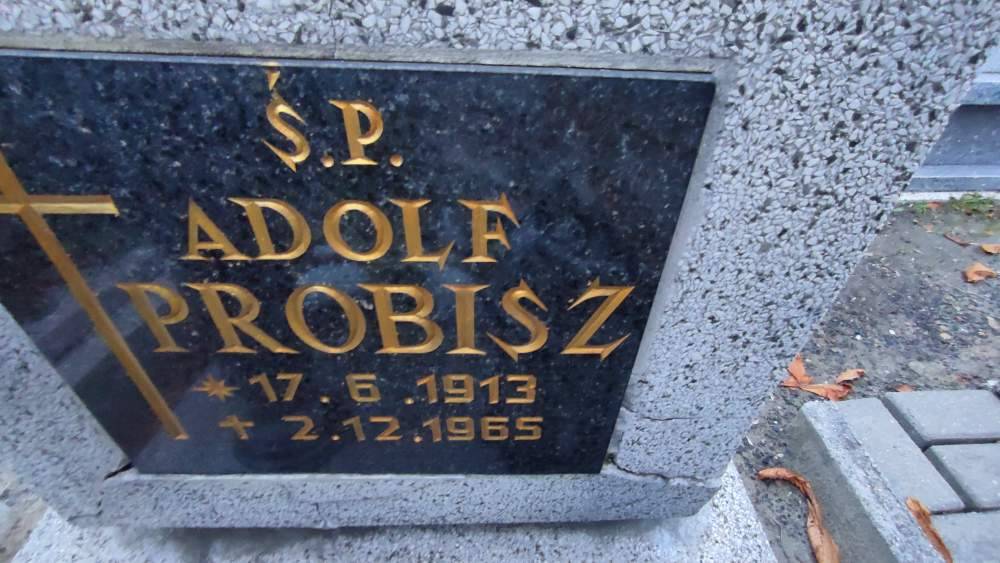 Ś.P.
ADOLF
PROBISZ
* 17.6.1913
✝ 2.12.1965